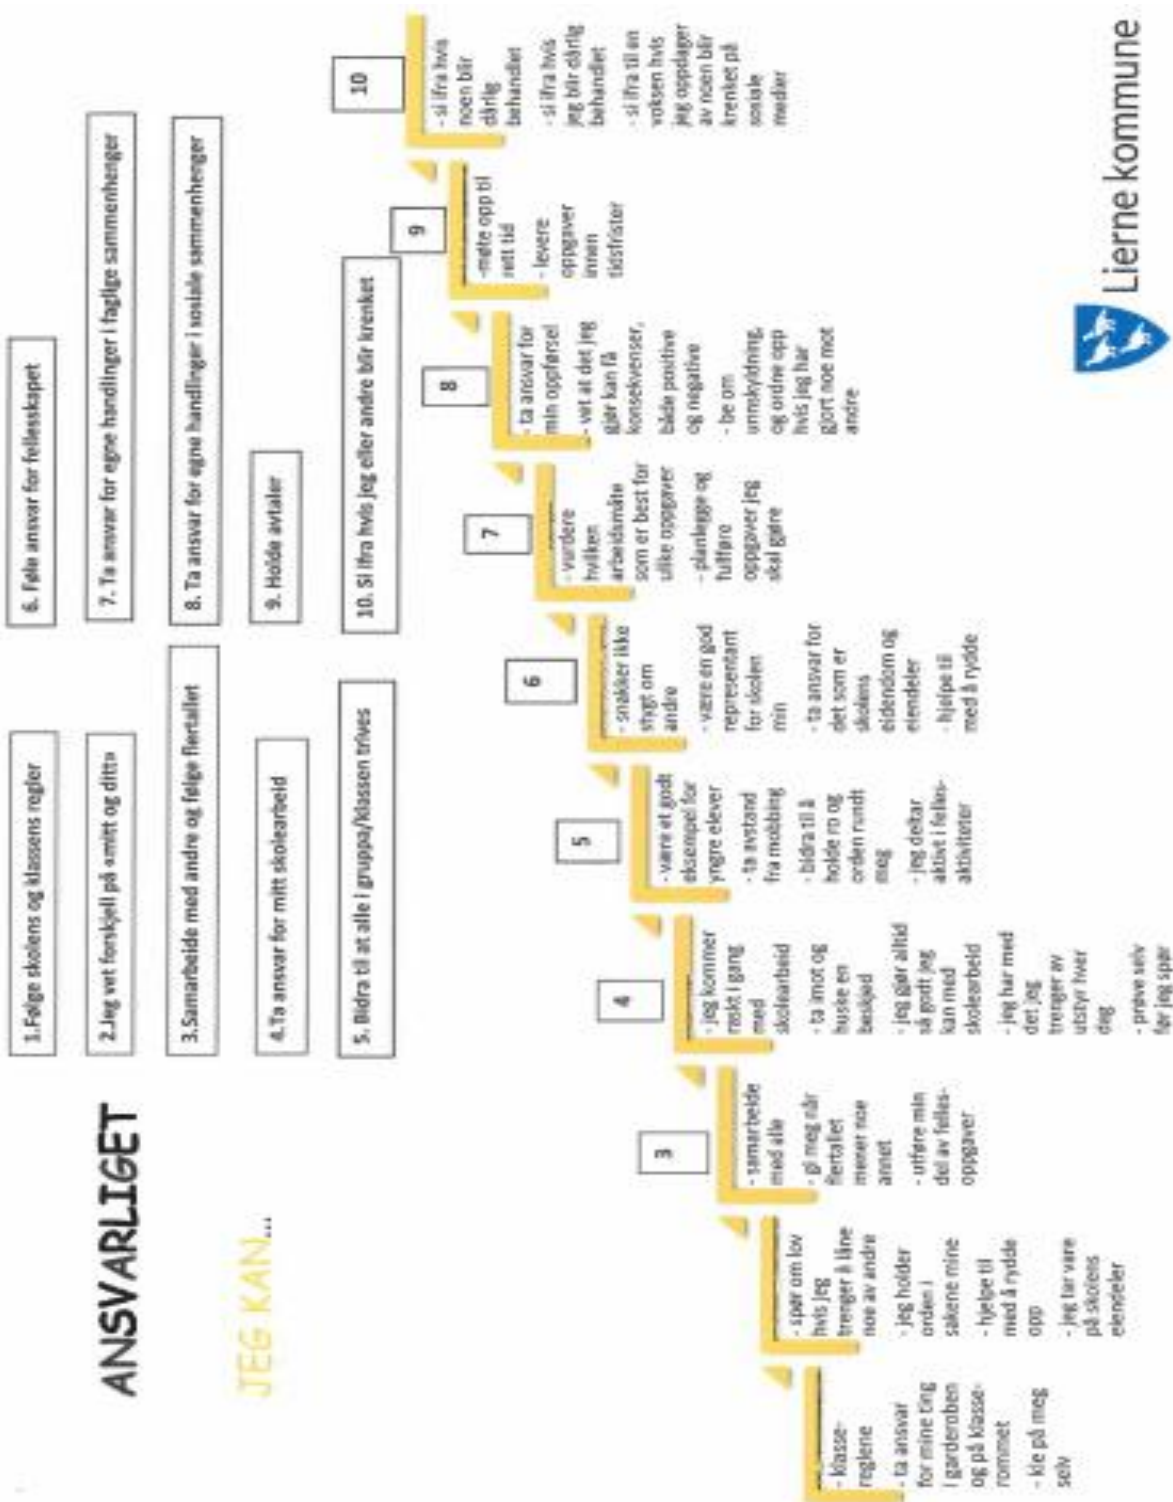 ANSVARLIGET
JEG KAN...
1.Følge skolens og klassens regler
2.Jeg vet forskjell på «mitt og ditt»
3.Samarbeide med andre og følge flertallet
4.Ta ansvar for mitt skolearbeid
5. Bidra til at alle i gruppa/klassen trives
6. Føle ansvar for fellesskapet
7. Ta ansvar for egne handlinger i faglige sammenhenger
8. Ta ansvar for egne handlinger i sosiale sammenhenger
9. Holde avtaler
10. Si ifra hvis jeg eller andre blir krenket
- klasse-
reglene
- ta ansvar
for mine ting
i garderoben
og på klasse-
rommet
- kle på meg
selv
- spør om lov
hvis jeg
trenger å låne
noe av andre
- jeg holder
orden i
sakene mine
- hjelpe til
med å rydde
opp
- jeg tar vare
på skolens
eiendeler
3
- samarbeide
med alle
- gi meg når
flertallet
mener noe
annet
- utføre min
del av felles-
oppgaver
4
- jeg kommer
raskt i gang
med
skolearbeid
- ta imot og
huske en
beskjed
- jeg gjør alltid
så godt jeg
kan med
skolearbeid
- jeg har med
det jeg
trenger av
utstyr hver
dag
- prøve selv
før jeg spør
5
- være et godt
eksempel for
yngre elever
- ta avstand
fra mobbing
- bidra til å
holde ro og
orden rundt
meg
- jeg deltar
aktivt i felles-
aktiviteter
6
- snakker ikke
stygt om
andre
- være en god
representant
for skolen
min
- ta ansvar for
det som er
skolens
eidendom og
eiendeler
- hjelpe til
med å rydde
7
- vurdere
hvilken
arbeidsmåte
som er best for
ulike oppgaver
- planlegge og
fullføre
oppgaver jeg
skal gjøre
8
- ta ansvar for
min oppførsel
- vet at det jeg
gjør kan få
konsekvenser,
både positive
og negative
- be om
unnskyldning,
og ordne opp
hvis jeg har
gjort noe mot
andre
9
-møte opp til
rett tid
- levere
oppgaver
innen
tidsfrister
10
- si ifra hvis
noen blir
dårlig
behandlet
- si ifra hvis
jeg blir dårlig
behandlet
- si ifra til en
voksen hvis
jeg oppdager
av noen blir
krenket på
sosiale
medier
Lierne kommune